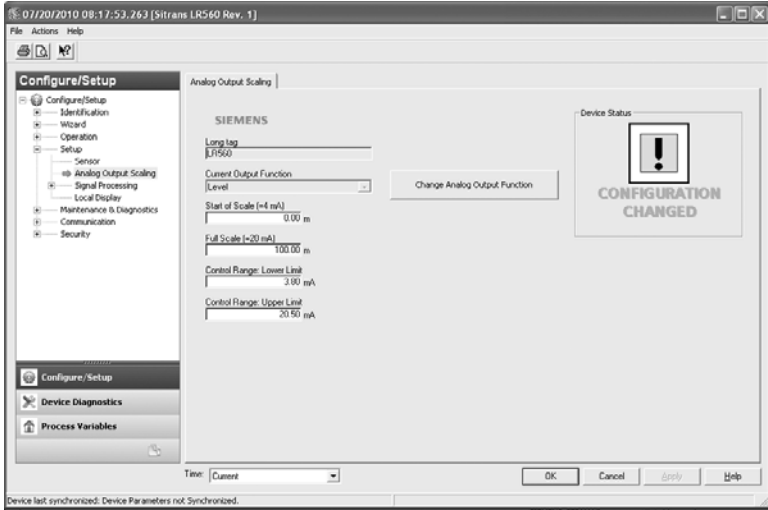 07/20/2010 08:17:53.263 [Sitrans LR560 Rev. 1]
File Actions Help
Configure/Setup
Configure/Setup
Identification
Wizard
Operation
Setup
Sensor
Analog Output Scaling
Signal Processing
Local Display
Maintenance & Diagnostics
Communication
Security
Configure/Setup
Device Diagnostics
Process Variables
Analog Output Scaling
SIEMENS
Long tag
LR560
Current Output Function
Level
Change Analog Output Function
Start of Scale (=4 mA)
0.00 m
Full Scale (=20 mA)
100.00 m
Control Range: Lower Limit
3.80 mA
Control Range: Upper Limit
20.50 mA
Device Status
CONFIGURATION
CHANGED
Time: Current
OK Cancel Apply Help
Device last synchronized: Device Parameters not Synchronized.